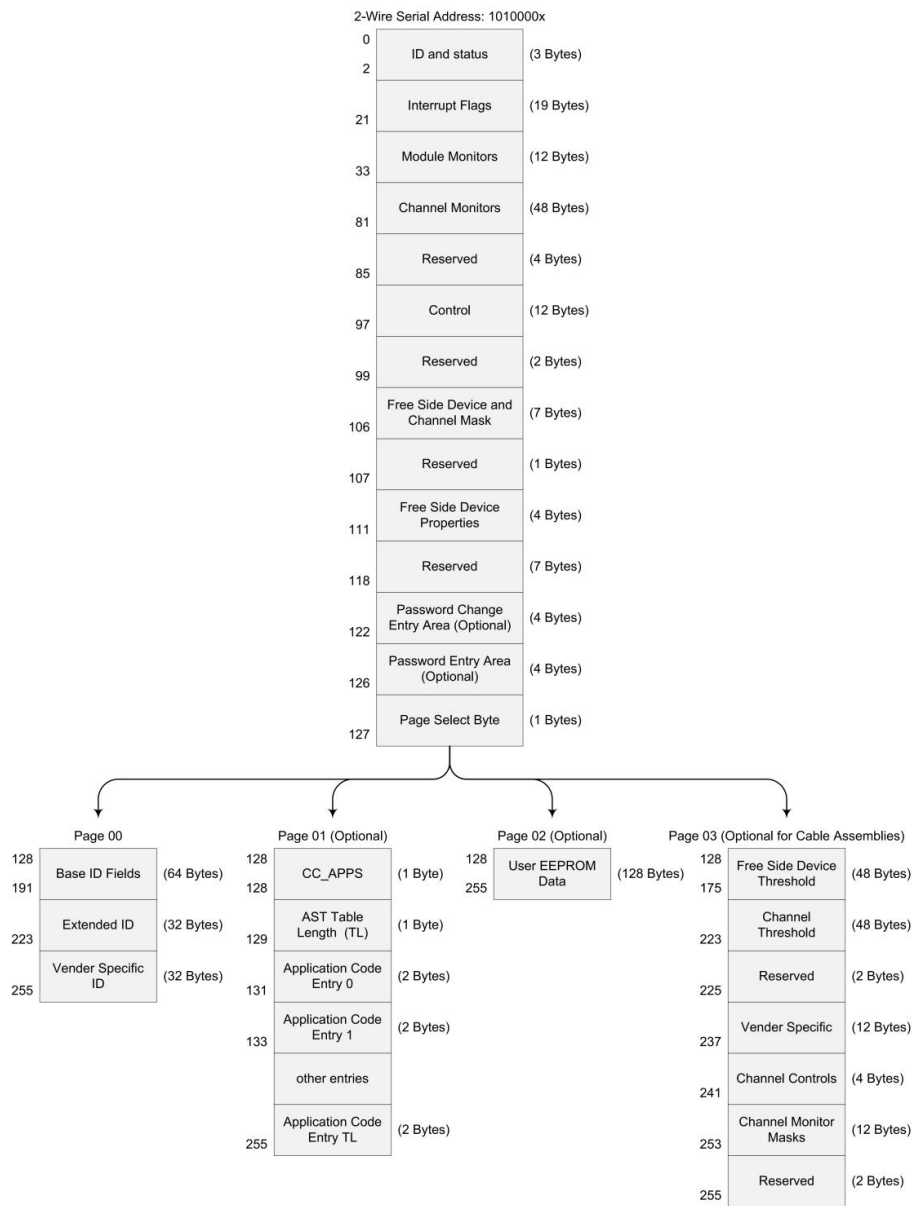 2-Wire Serial Address: 1010000x
0
ID and status
(3 Bytes)
2
Interrupt Flags
(19 Bytes)
21
Module Monitors
(12 Bytes)
33
Channel Monitors
(48 Bytes)
81
Reserved
(4 Bytes)
85
Control
(12 Bytes)
97
Reserved
(2 Bytes)
99
Free Side Device and
Channel Mask
(7 Bytes)
106
Reserved
(1 Bytes)
107
Free Side Device
Properties
(4 Bytes)
111
Reserved
(7 Bytes)
118
Password Change
Entry Area (Optional)
(4 Bytes)
122
Password Entry Area
(Optional)
(4 Bytes)
126
Page Select Byte
(1 Bytes)
127
Page 00
128
Base ID Fields
(64 Bytes)
191
Extended ID
(32 Bytes)
223
Vender Specific
ID
(32 Bytes)
255
Page 01 (Optional)
128
CC_APPS
(1 Byte)
128
AST Table
Length (TL)
(1 Byte)
129
Application Code
Entry 0
(2 Bytes)
131
Application Code
Entry 1
(2 Bytes)
133
other entries
Application Code
Entry TL
(2 Bytes)
255
Page 02 (Optional)
128
User EEPROM
Data
(128 Bytes)
255
Page 03 (Optional for Cable Assemblies)
128
Free Side Device
Threshold
(48 Bytes)
175
Channel
Threshold
(48 Bytes)
223
Reserved
(2 Bytes)
225
Vender Specific
(12 Bytes)
237
Channel Controls
(4 Bytes)
241
Channel Monitor
Masks
(12 Bytes)
253
Reserved
(2 Bytes)
255